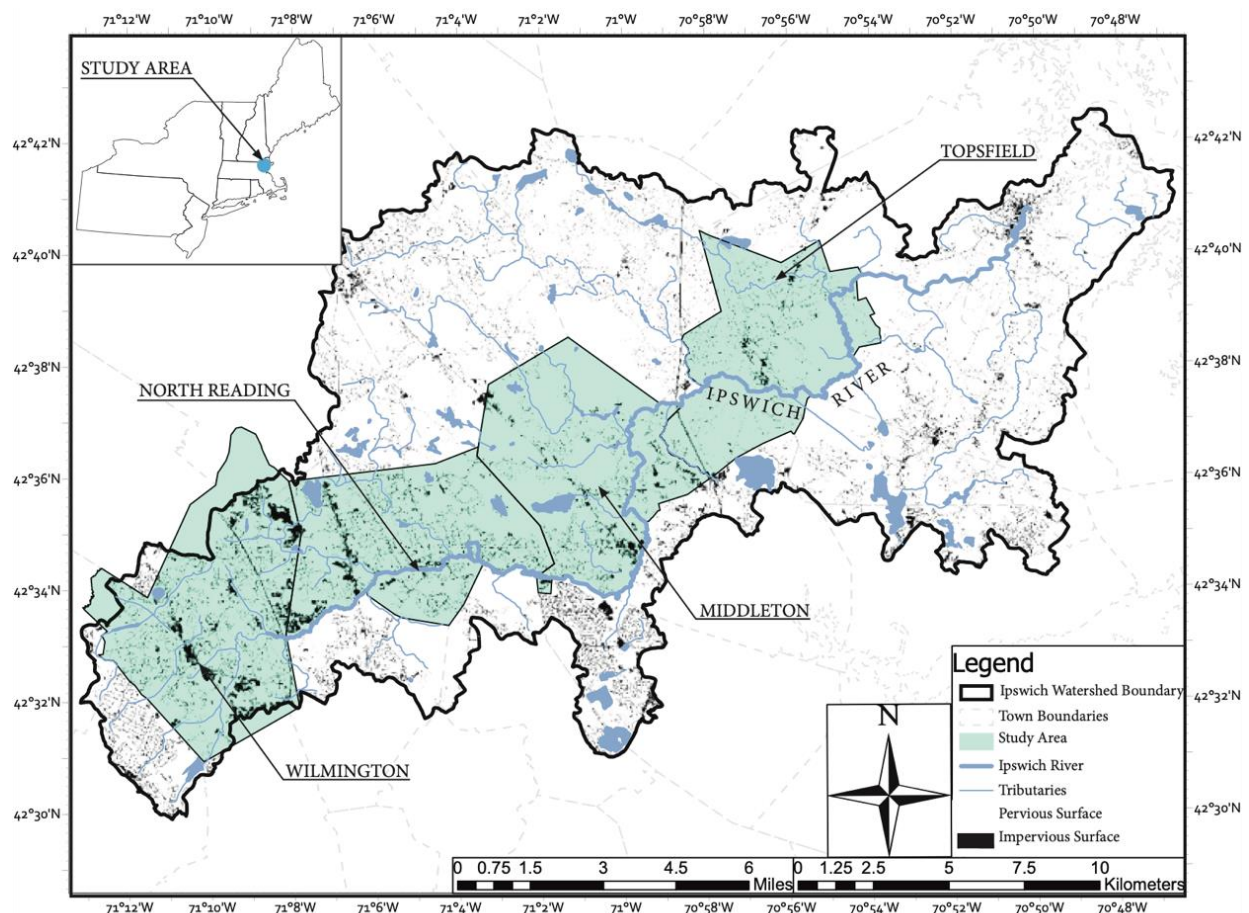 71°12'W 71°10'W 71°8'W 71°6'W 71°4'W 71°2'W 71°0'W 70°58'W 70°56'W 70°54'W 70°52'W 70°50'W 70°48'W
STUDY AREA
42°42'N 42°42'N
TOPSFIELD
42°40'N 42°40'N
42°38'N 42°38'N
NORTH READING
IPSWICH RIVER
42°36'N 42°36'N
42°34'N 42°34'N
MIDDLETON
Legend
Ipswich Watershed Boundary
42°32'N 42°32'N
N
Town Boundaries
Study Area
WILMINGTON
Ipswich River
Tributaries
42°30'N 42°30'N
Pervious Surface
Impervious Surface
0 0.75 1.5 3 4.5 6
Miles
0 1.25 2.5 5 7.5 10
Kilometers
71°12'W 71°10'W 71°8'W 71°6'W 71°4'W 71°2'W 71°0'W 70°58'W 70°56'W 70°54'W 70°52'W 70°50'W 70°48'W